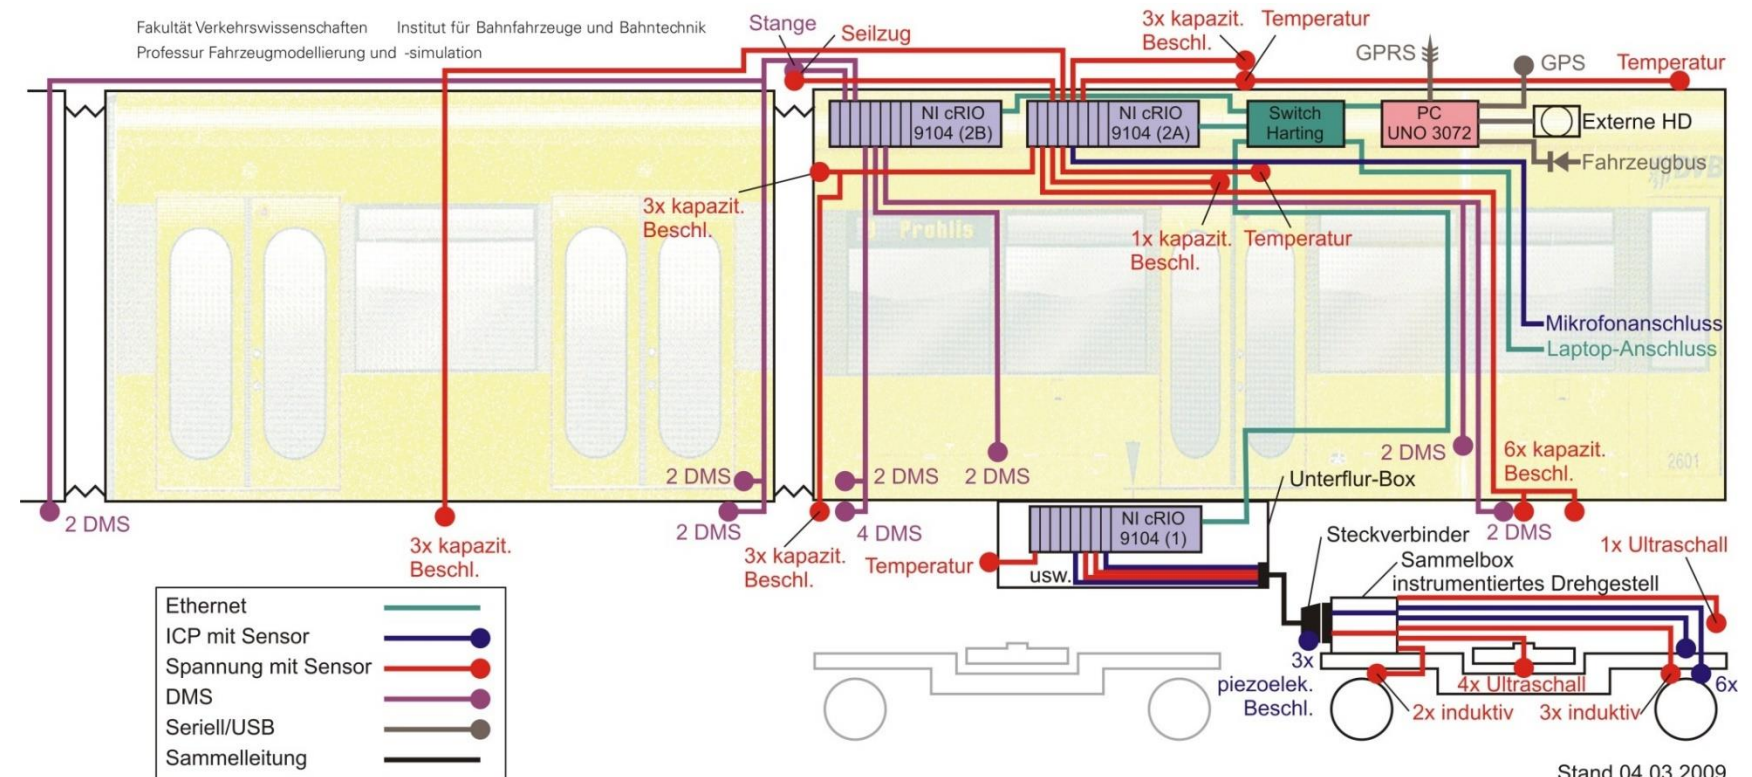 Fakultät Verkehrswissenschaften Institut für Bahnfahrzeuge und Bahntechnik
Professur Fahrzeugmodellierung und -simulation
Stange
Seilzug
3x kapazit.
Beschl.
Temperatur
GPRS
GPS
Temperatur
NI cRIO
9104 (2B)
NI cRIO
9104 (2A)
Switch
Harting
PC
UNO 3072
Externe HD
Fahrzeugbus
DVB
3x kapazit.
Beschl.
1x kapazit.
Beschl.
Temperatur
Prohlis
Mikrofonanschluss
Laptop-Anschluss
2 DMS
2 DMS
2 DMS
2 DMS
6x kapazit.
Beschl.
2601
Unterflur-Box
2 DMS
3x kapazit.
Beschl.
2 DMS
3x kapazit.
Beschl.
4 DMS
NI cRIO
9104 (1)
2 DMS
Temperatur
usw.
Steckverbinder
Sammelbox
instrumentiertes Drehgestell
1x Ultraschall
3x
piezoelek.
Beschl.
4x Ultraschall
6x
2x induktiv
3x induktiv
Ethernet
ICP mit Sensor
Spannung mit Sensor
DMS
Seriell/USB
Sammelleitung
Stand 04.03.2009